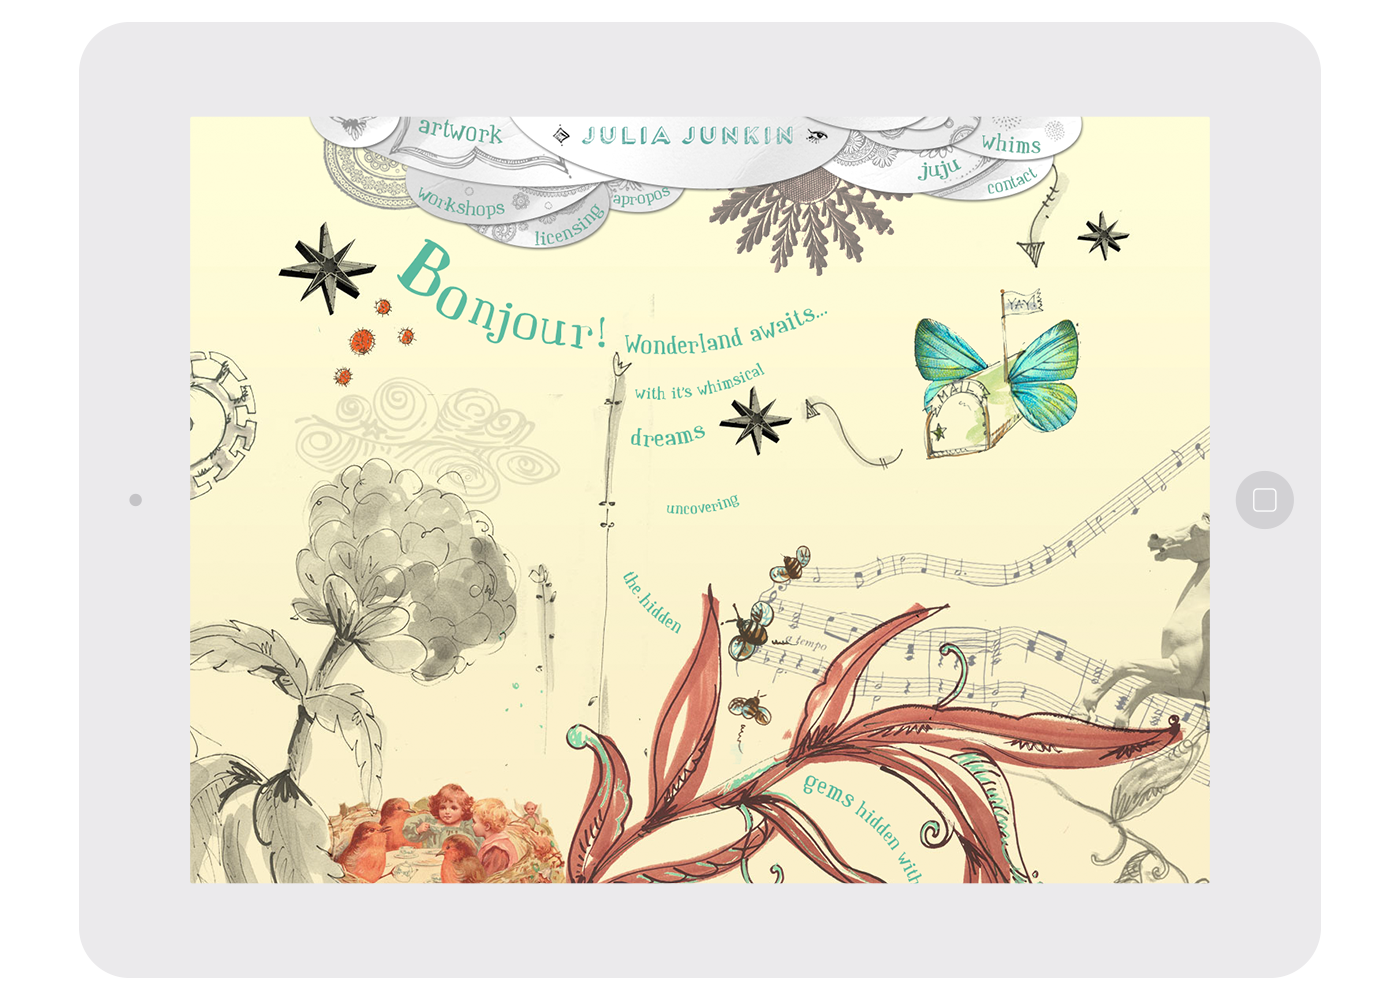 artwork
JULIA JUNKIN
whims
juju
contact
workshops
apropos
licensing
Bonjour! Wonderland awaits...
with it's whimsical
dreams
uncovering
the hidden
gems hidden with
YAY!
MAIL
a tempo